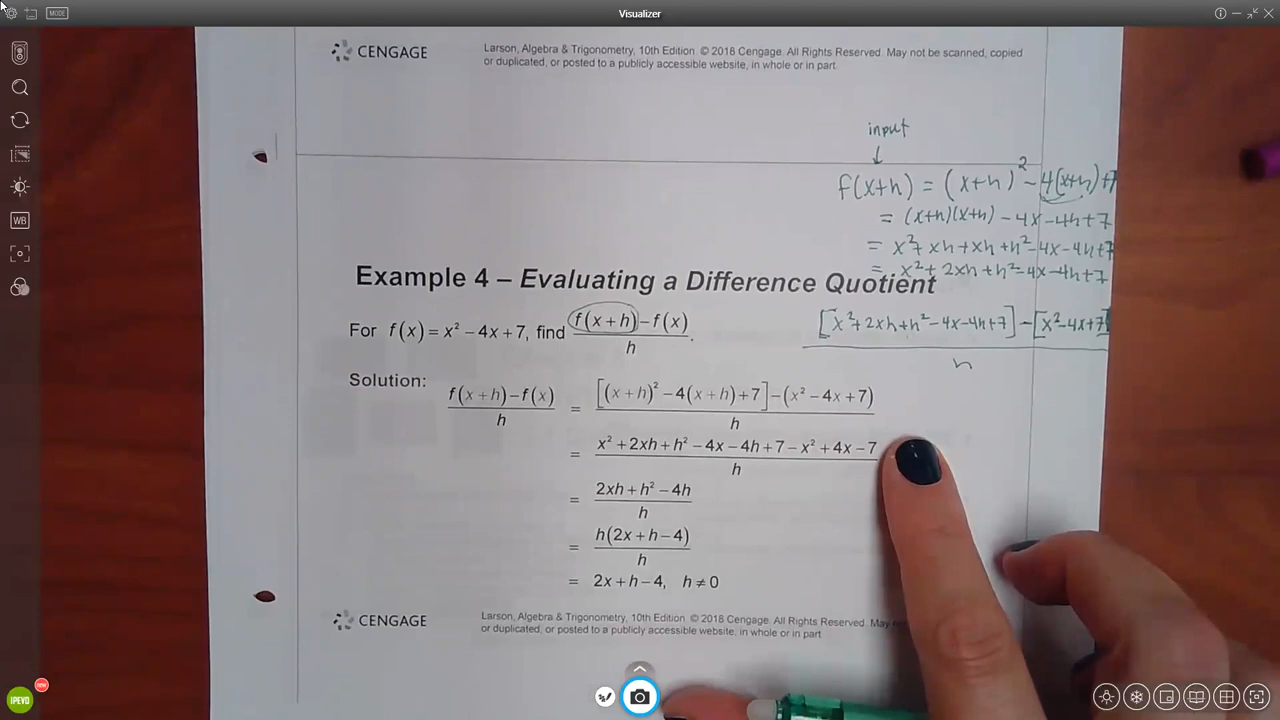 MODE
Visualizer
CENGAGE
Larson, Algebra & Trigonometry, 10th Edition. © 2018 Cengage. All Rights Reserved. May not be scanned, copied
or duplicated, or posted to a publicly accessible website, in whole or in part.
input
↓
f(x+h) = (x+h)² - 4(x+h)+7
= (x+h)(x+h) - 4x - 4h + 7
= x² + xh + xh + h² - 4x - 4h + 7
= x² + 2xh + h² - 4x - 4h + 7
Example 4 – Evaluating a Difference Quotient
For f(x) = x² − 4x + 7, find (f(x + h) − f(x))/h.
([x² + 2xh + h² - 4x - 4h + 7] - [x² - 4x + 7])/h
Solution:
(f(x + h) − f(x))/h = ([(x + h)² − 4(x + h) + 7] − (x² − 4x + 7))/h
= (x² + 2xh + h² − 4x − 4h + 7 − x² + 4x − 7)/h
= (2xh + h² − 4h)/h
= h(2x + h − 4)/h
= 2x + h − 4, h ≠ 0
CENGAGE
Larson, Algebra & Trigonometry, 10th Edition. © 2018 Cengage. All Rights Reserved. May
or duplicated, or posted to a publicly accessible website, in whole or in part
WB
IPEVO
new